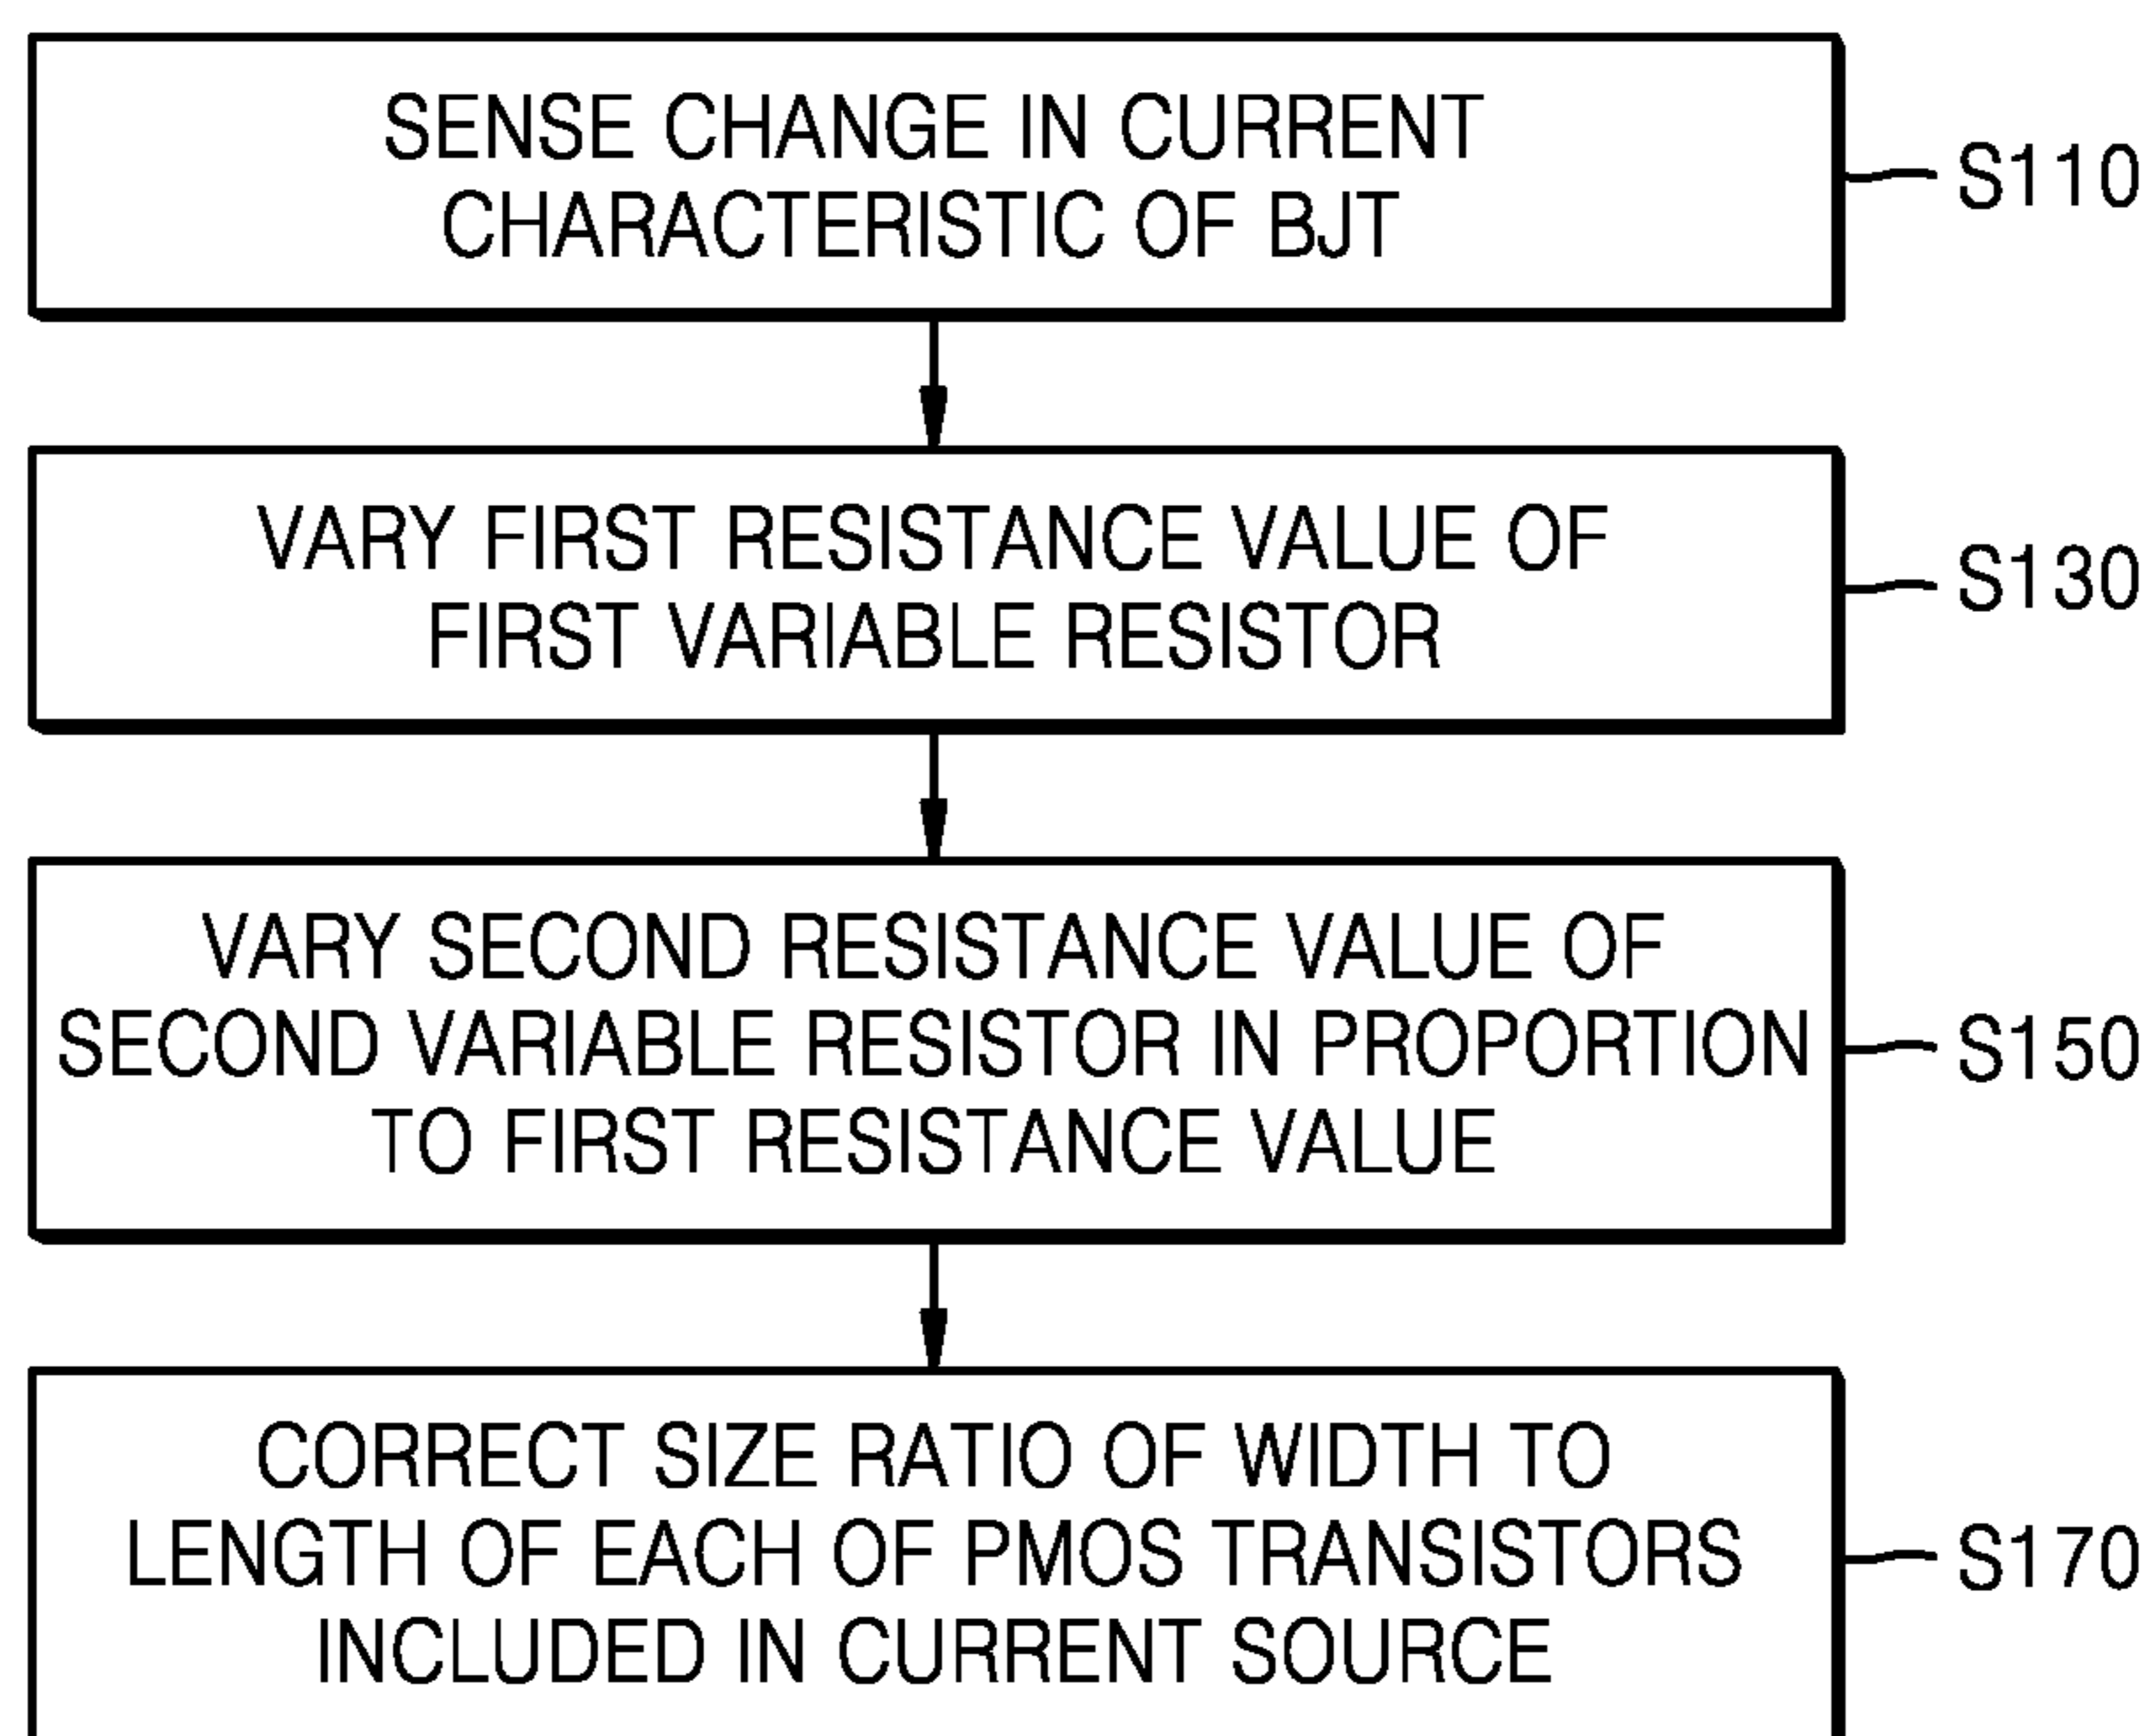 SENSE CHANGE IN CURRENT
CHARACTERISTIC OF BJT
S110
VARY FIRST RESISTANCE VALUE OF
FIRST VARIABLE RESISTOR
S130
VARY SECOND RESISTANCE VALUE OF
SECOND VARIABLE RESISTOR IN PROPORTION
TO FIRST RESISTANCE VALUE
S150
CORRECT SIZE RATIO OF WIDTH TO
LENGTH OF EACH OF PMOS TRANSISTORS
INCLUDED IN CURRENT SOURCE
S170